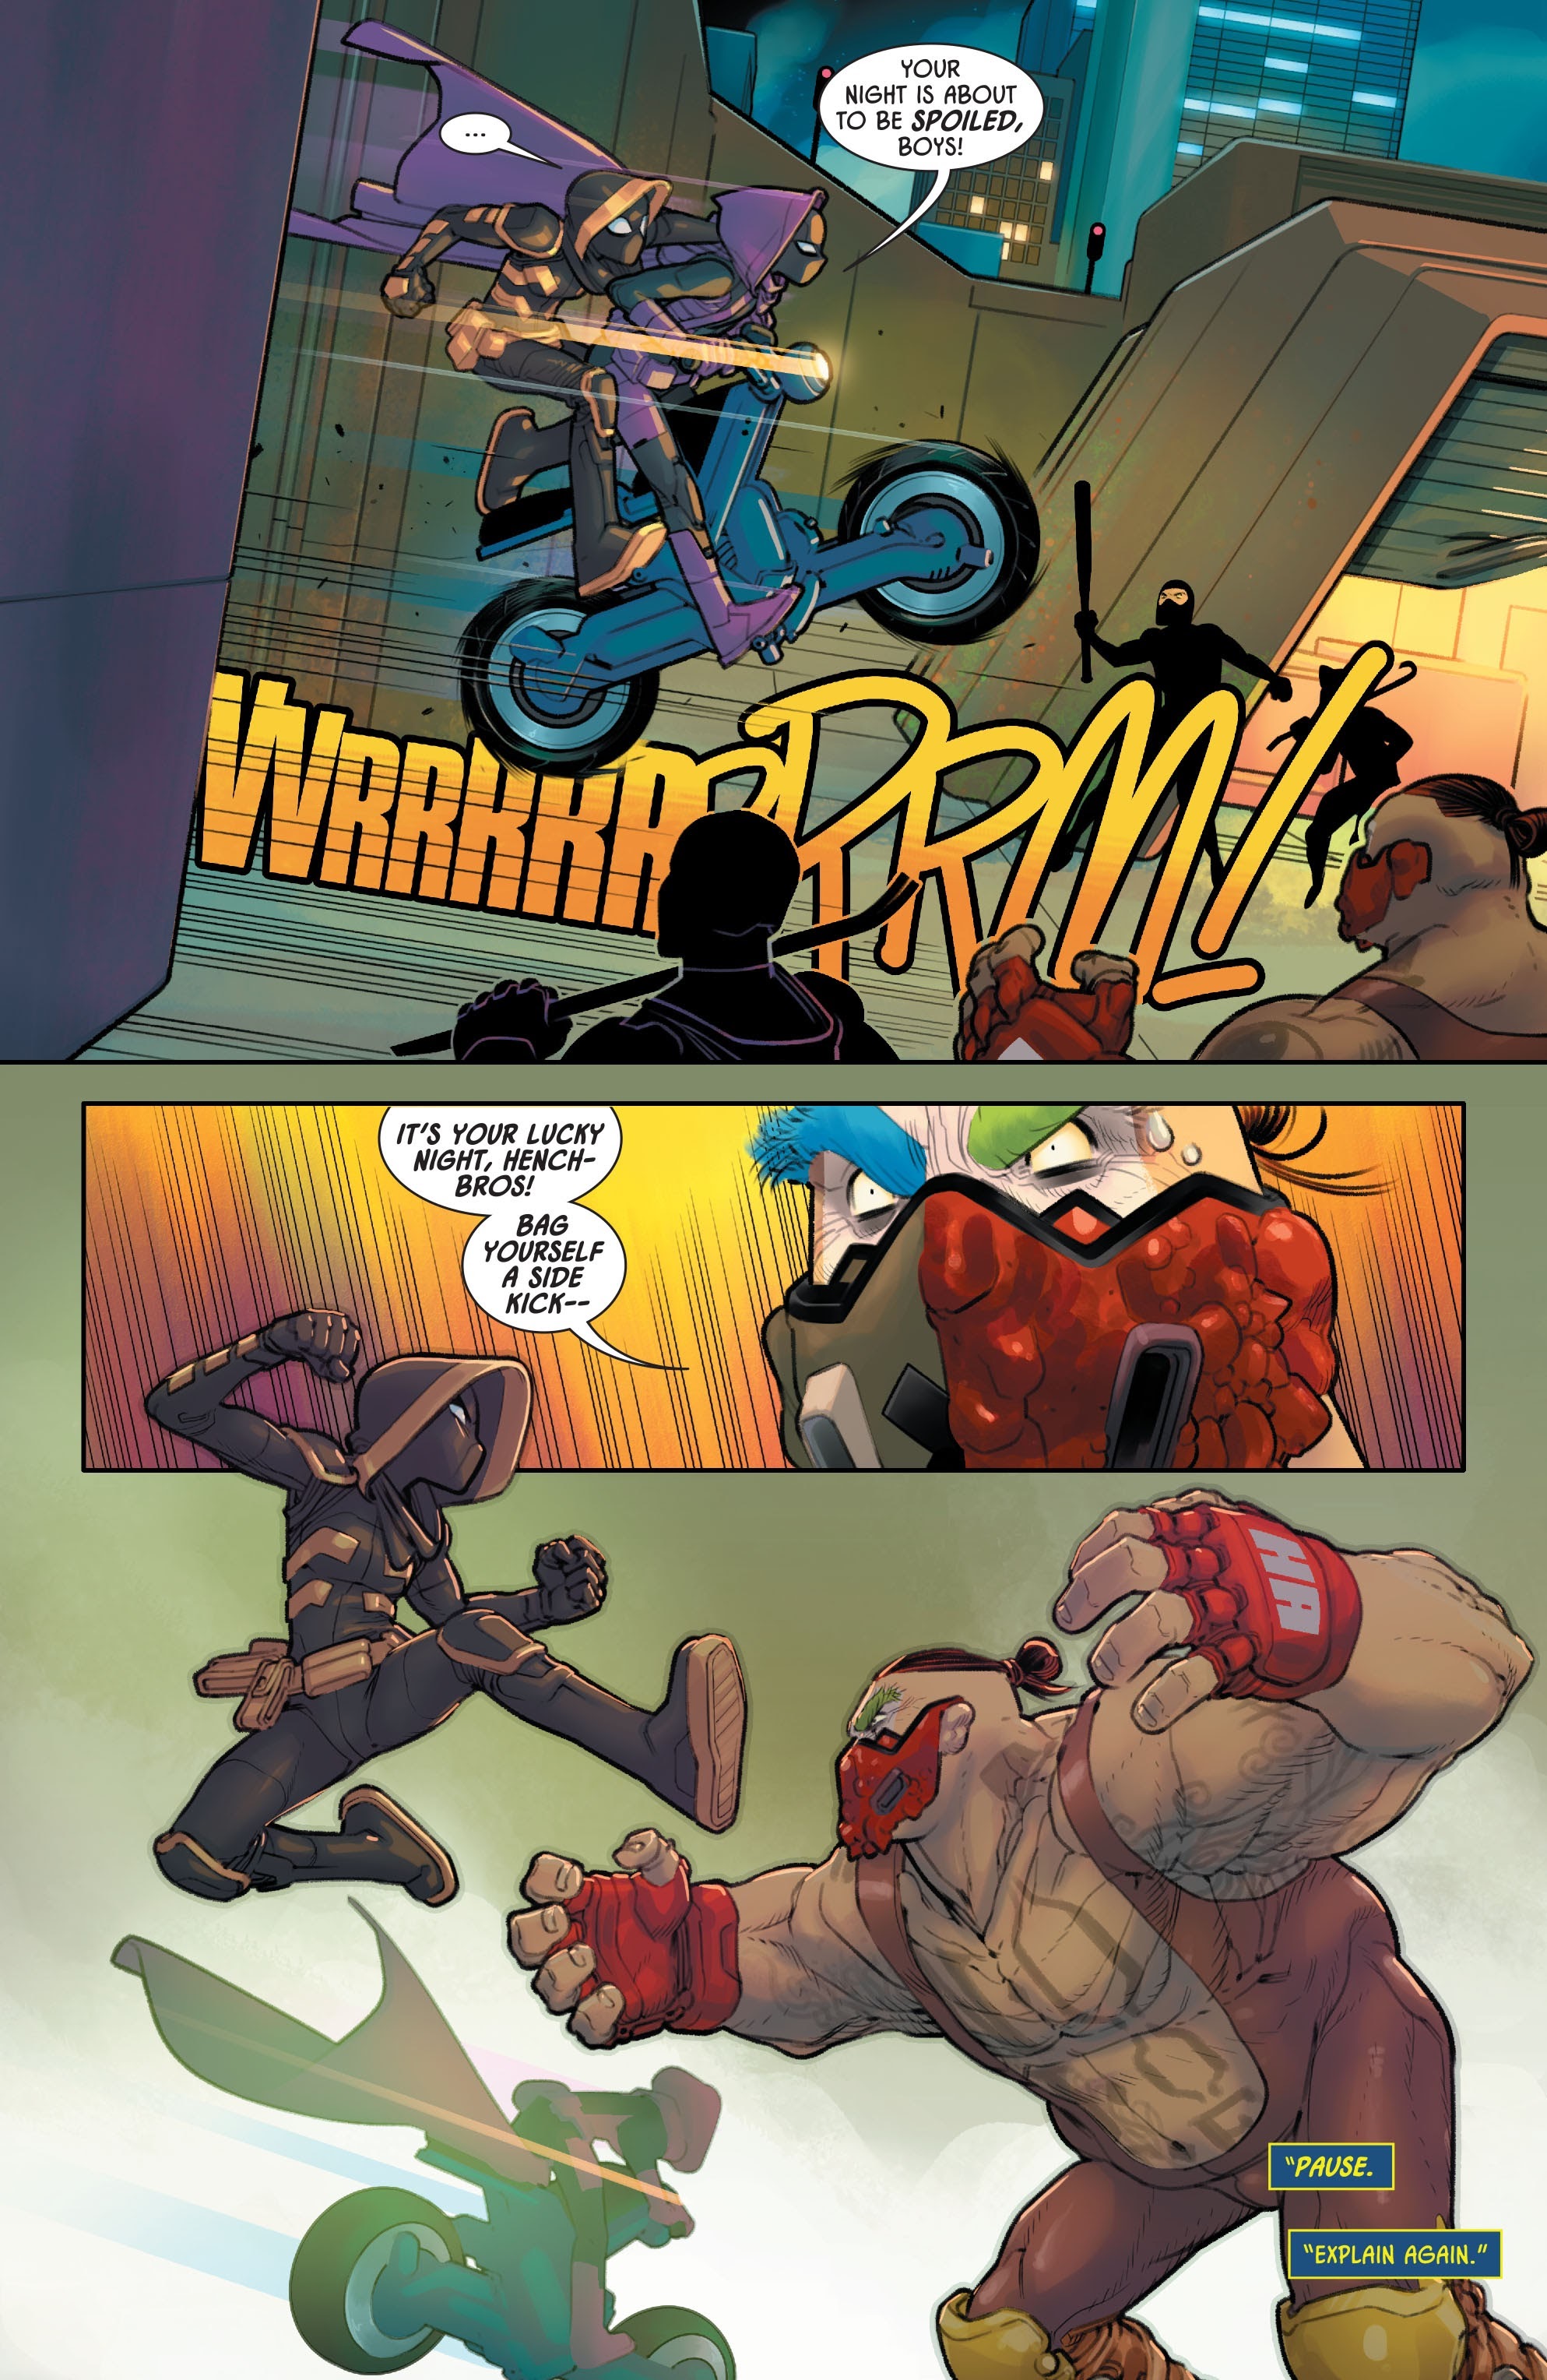 ...
YOUR
NIGHT IS ABOUT
TO BE SPOILED,
BOYS!
VVRRRRRRRRRM!
IT'S YOUR LUCKY
NIGHT, HENCH-
BROS!
BAG
YOURSELF
A SIDE
KICK--
HA
"PAUSE.
"EXPLAIN AGAIN."